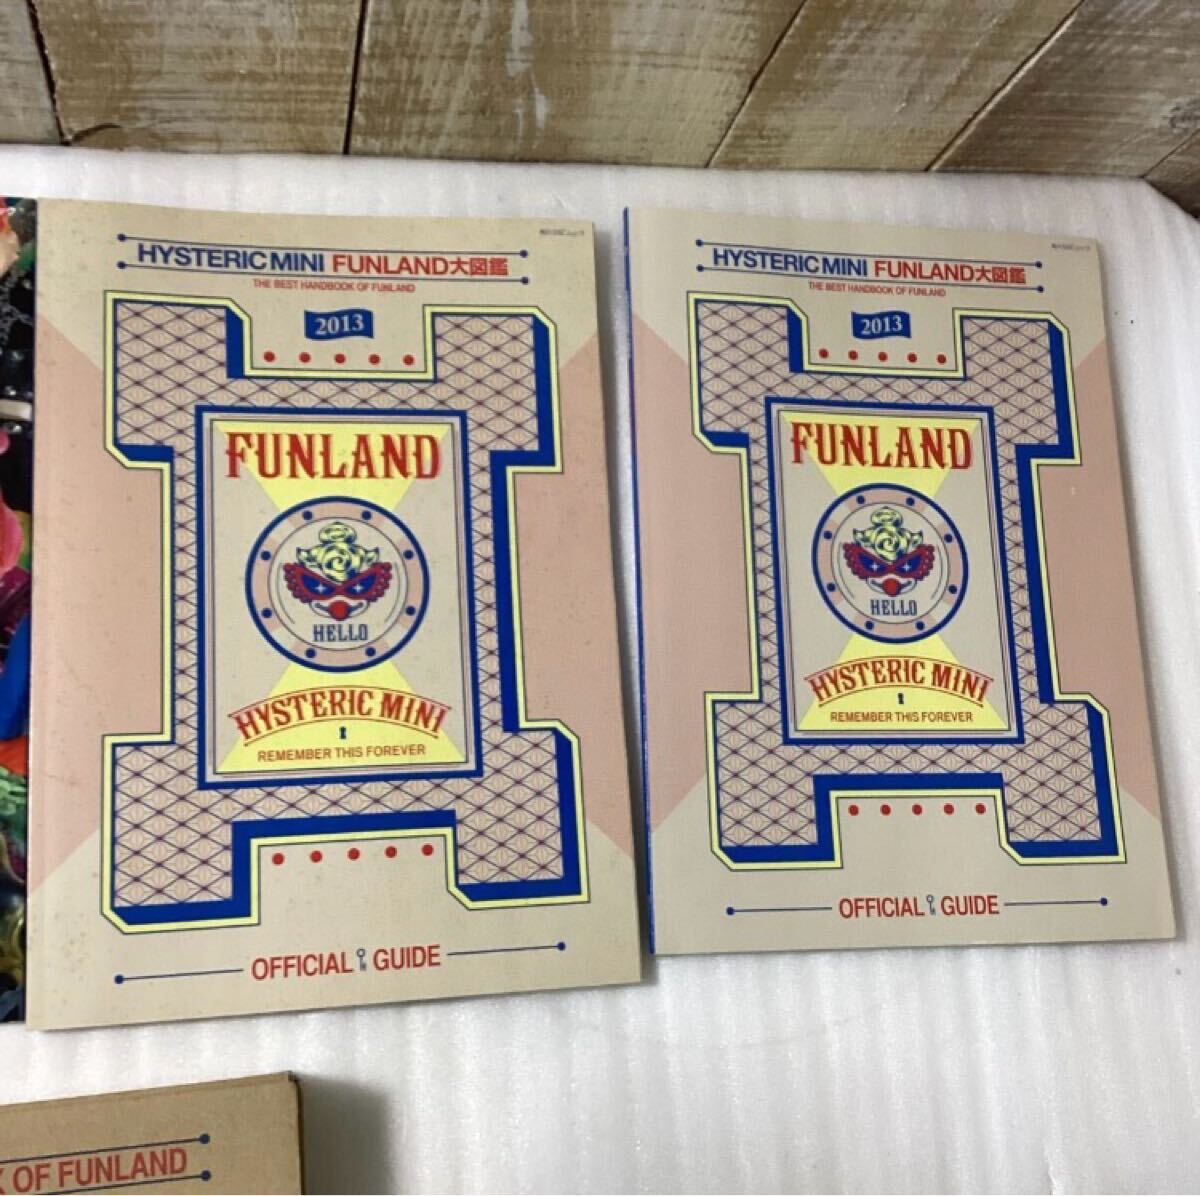 HYSTERIC MINI FUNLAND大図鑑
THE BEST HANDBOOK OF FUNLAND
2013
FUNLAND
HELLO
HYSTERIC MINI
REMEMBER THIS FOREVER
OFFICIAL GUIDE
HYSTERIC MINI FUNLAND大図鑑
THE BEST HANDBOOK OF FUNLAND
2013
FUNLAND
HELLO
HYSTERIC MINI
REMEMBER THIS FOREVER
OFFICIAL GUIDE
OF FUNLAND